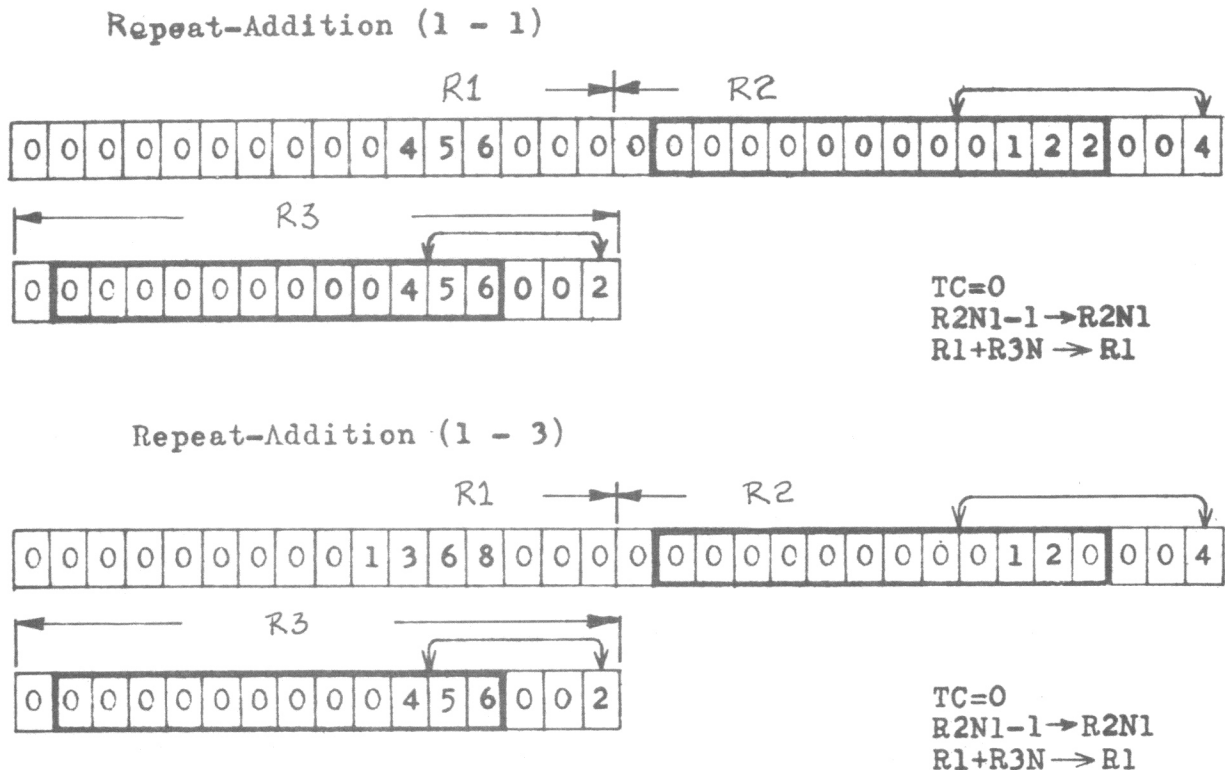 Repeat-Addition (1 - 1)
R1 R2
0 0 0 0 0 0 0 0 0 0 4 5 6 0 0 0 0 0 0 0 0 0 0 0 0 0 1 2 2 0 0 4
R3
0 0 0 0 0 0 0 0 0 0 4 5 6 0 0 2
TC=0
R2N1-1→R2N1
R1+R3N→R1
Repeat-Addition (1 - 3)
R1 R2
0 0 0 0 0 0 0 0 0 1 3 6 8 0 0 0 0 0 0 0 0 0 0 0 0 0 1 2 0 0 0 4
R3
0 0 0 0 0 0 0 0 0 0 4 5 6 0 0 2
TC=0
R2N1-1→R2N1
R1+R3N→R1